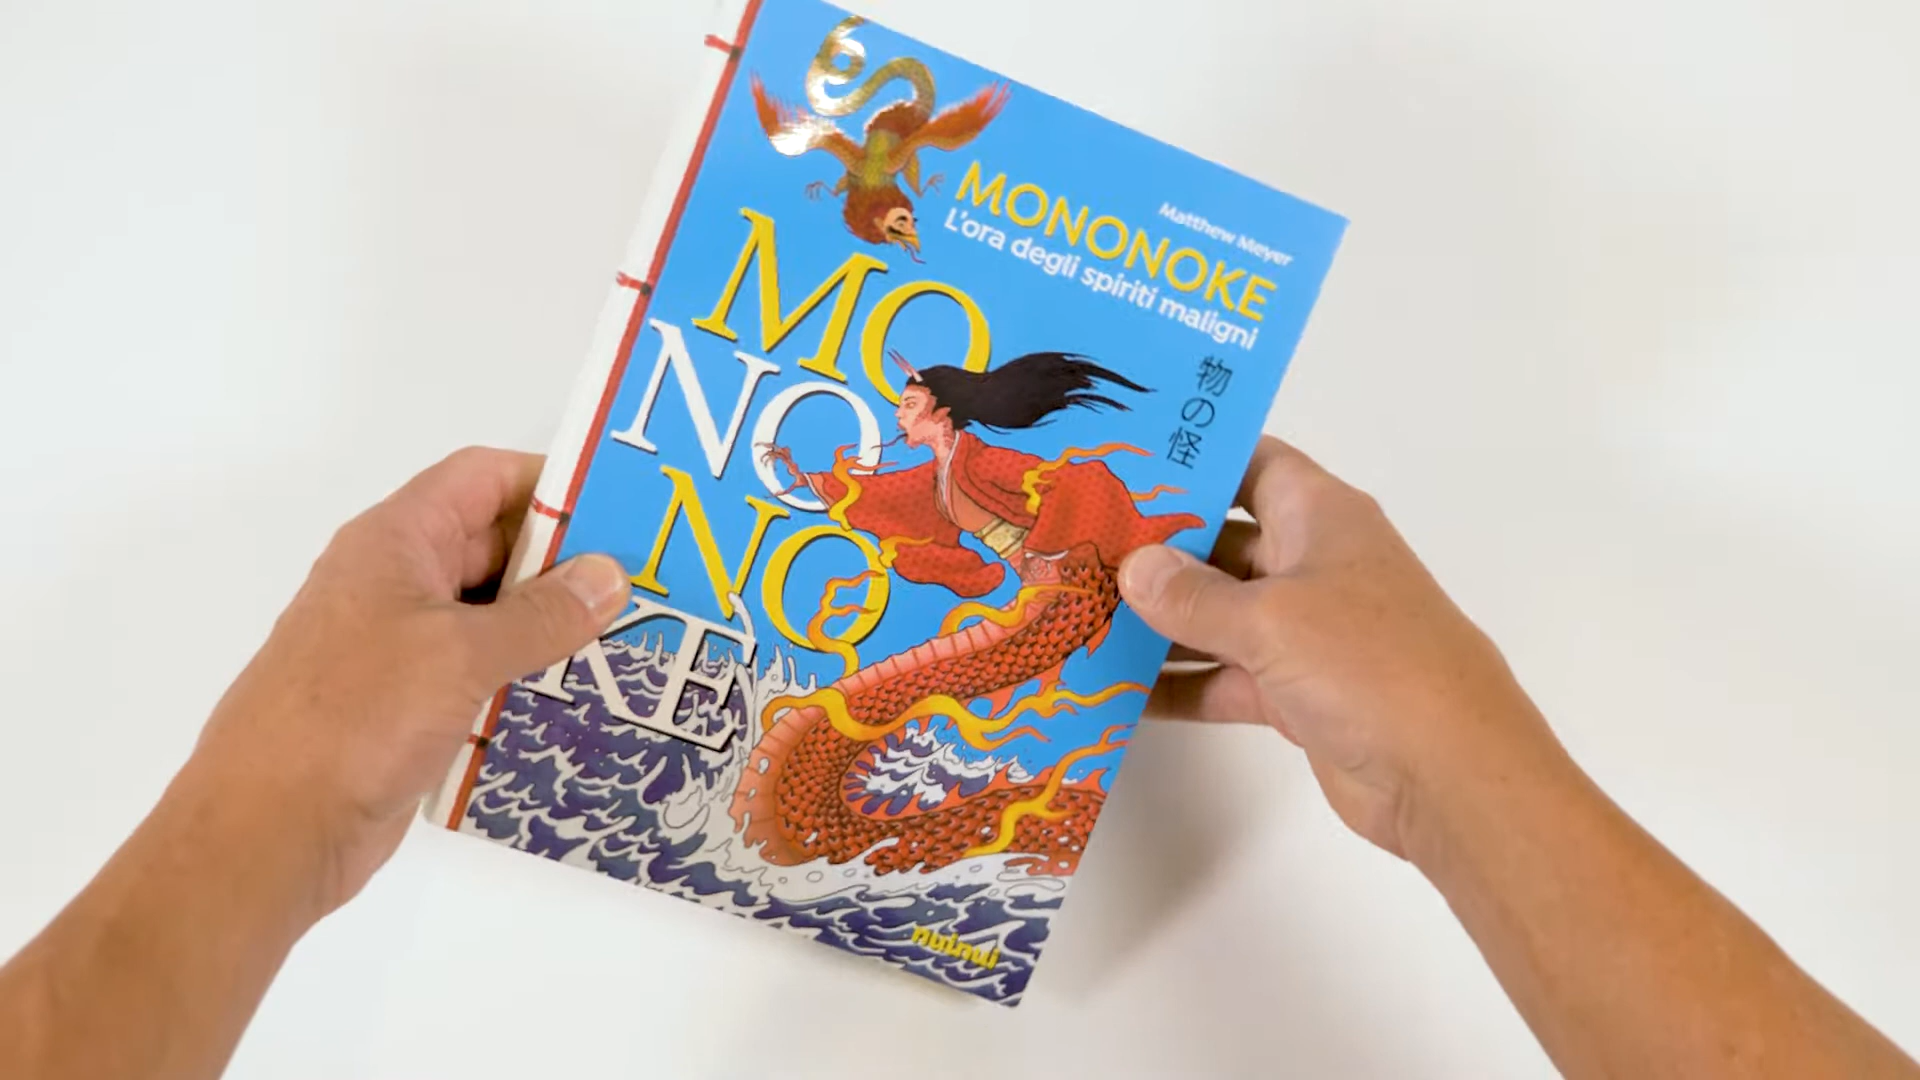 Matthew Meyer
MONONOKE
L'ora degli spiriti maligni
物の怪
MO
NO
NO
KE
nuinui